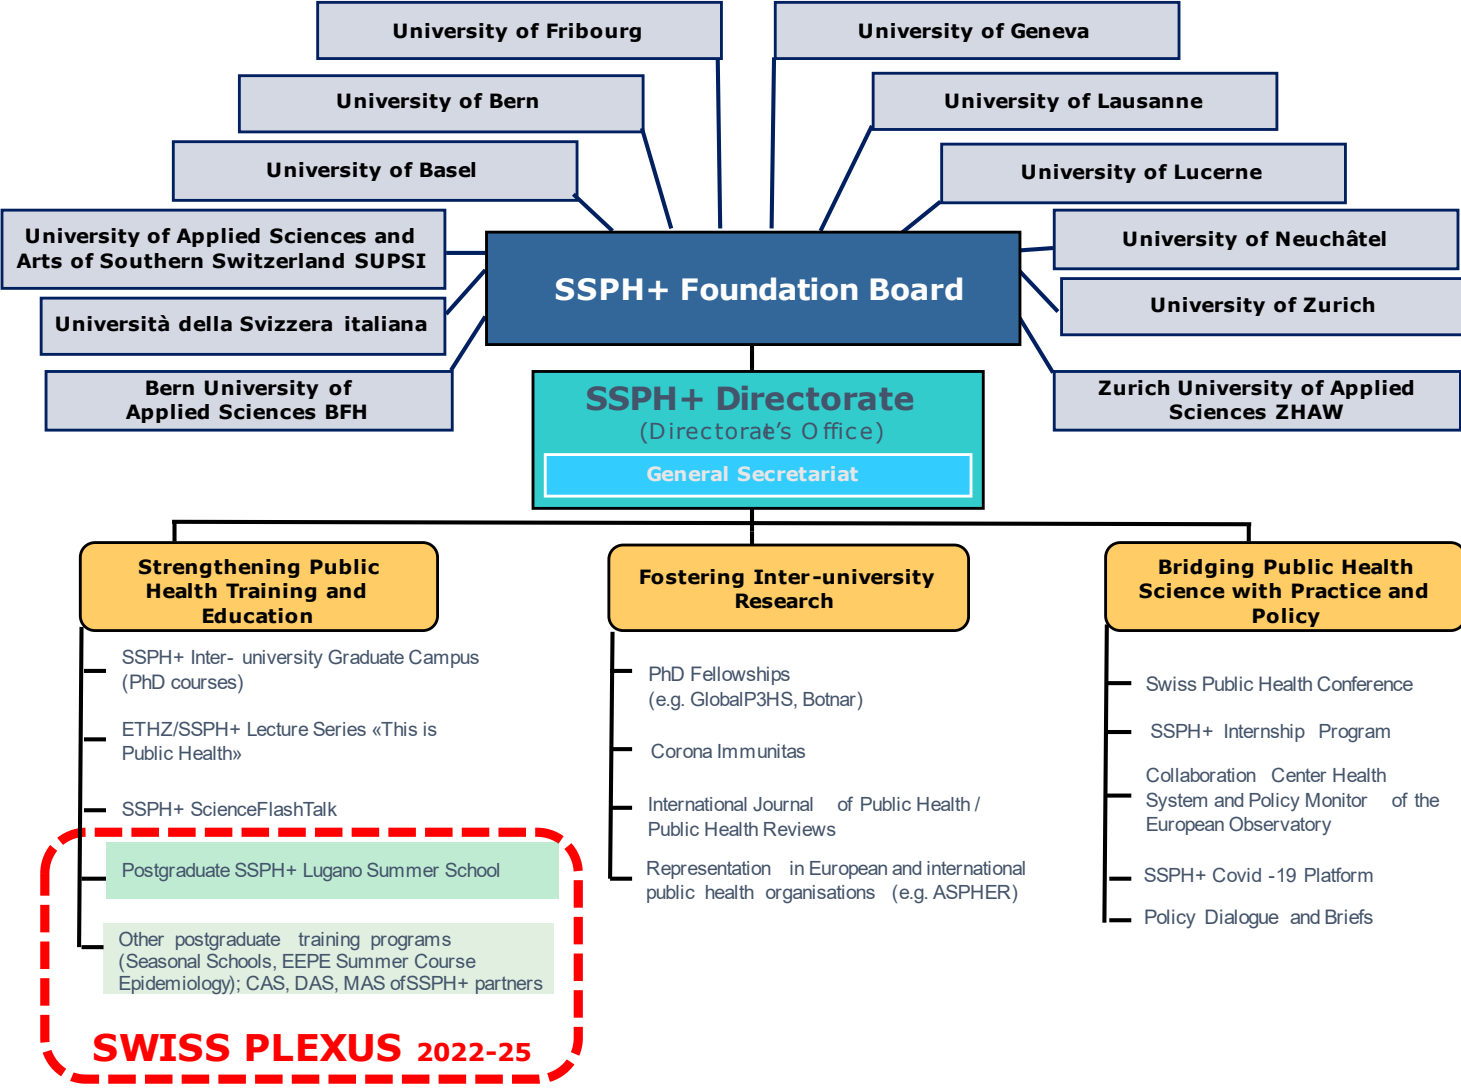 University of Fribourg
University of Geneva
University of Bern
University of Lausanne
University of Basel
University of Lucerne
University of Applied Sciences and
Arts of Southern Switzerland SUPSI
University of Neuchâtel
SSPH+ Foundation Board
Università della Svizzera italiana
University of Zurich
Bern University of
Applied Sciences BFH
Zurich University of Applied
Sciences ZHAW
SSPH+ Directorate
(Directorate's Office)
General Secretariat
Strengthening Public
Health Training and
Education
SSPH+ Inter- university Graduate Campus
(PhD courses)
ETHZ/SSPH+ Lecture Series «This is
Public Health»
SSPH+ ScienceFlashTalk
Postgraduate SSPH+ Lugano Summer School
Other postgraduate training programs
(Seasonal Schools, EEPE Summer Course
Epidemiology); CAS, DAS, MAS ofSSPH+ partners
SWISS PLEXUS 2022-25
Fostering Inter-university
Research
PhD Fellowships
(e.g. GlobalP3HS, Botnar)
Corona Immunitas
International Journal of Public Health /
Public Health Reviews
Representation in European and international
public health organisations (e.g. ASPHER)
Bridging Public Health
Science with Practice and
Policy
Swiss Public Health Conference
SSPH+ Internship Program
Collaboration Center Health
System and Policy Monitor of the
European Observatory
SSPH+ Covid -19 Platform
Policy Dialogue and Briefs